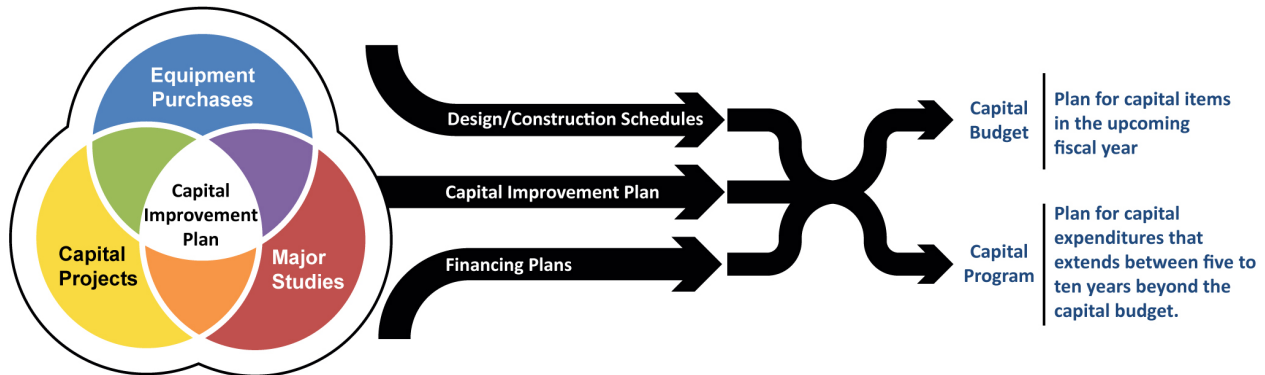 Equipment
Purchases
Capital
Improvement
Plan
Capital
Projects
Major
Studies
Design/Construction Schedules
Capital Improvement Plan
Financing Plans
Capital
Budget
Plan for capital items
in the upcoming
fiscal year
Capital
Program
Plan for capital
expenditures that
extends between five to
ten years beyond the
capital budget.